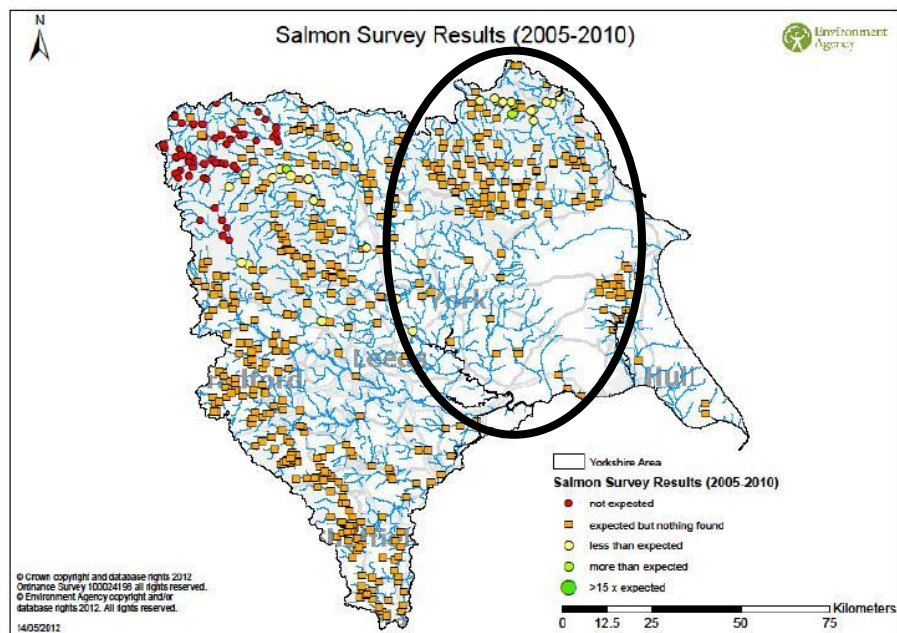 N
Salmon Survey Results (2005-2010)
Environment
Agency
York
Leeds
Hull
Yorkshire Area
Salmon Survey Results (2005-2010)
not expected
expected but nothing found
less than expected
more than expected
>15 x expected
Kilometers
0 12.5 25 50 75
© Crown copyright and database rights 2012
Ordnance Survey 100024198 all rights reserved.
© Environment Agency copyright and/or
database rights 2012. All rights reserved.
14/05/2012